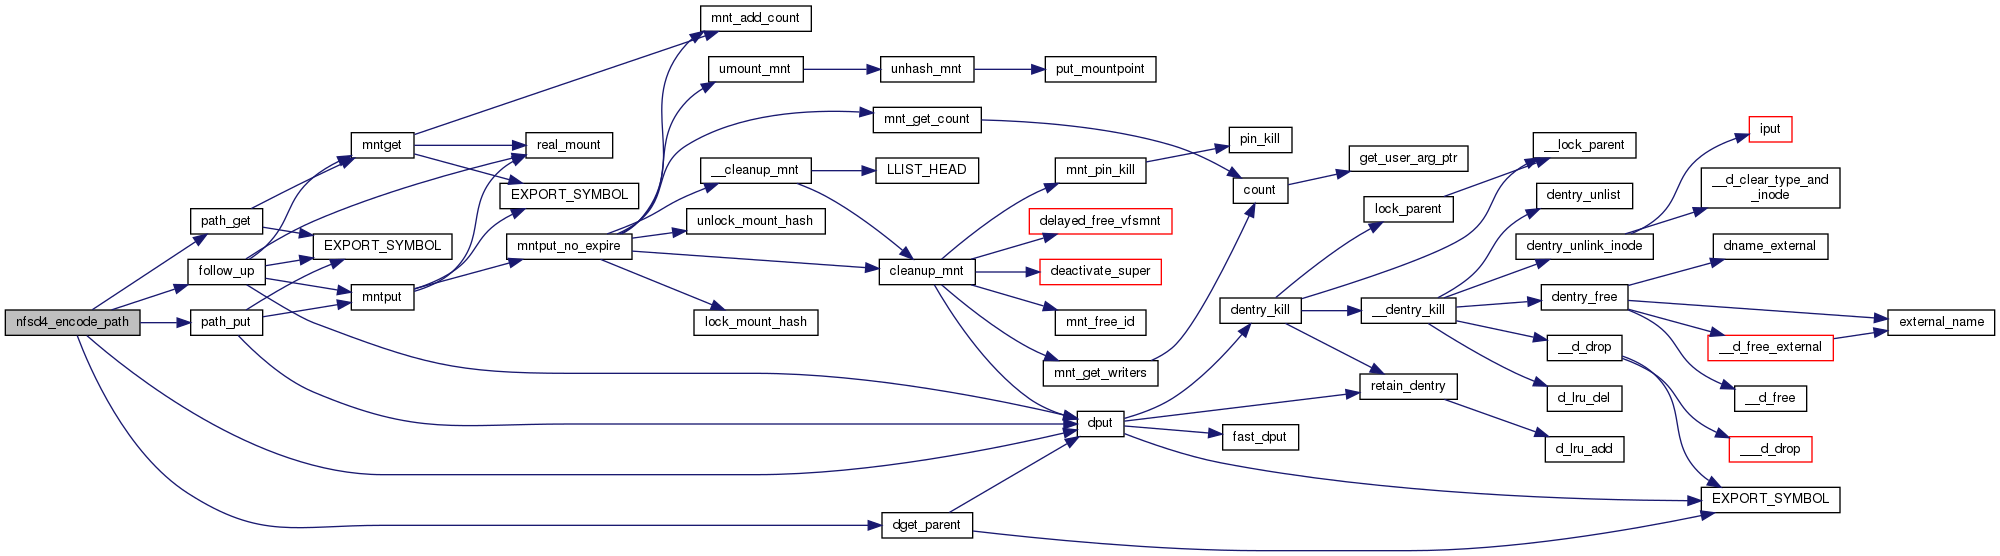 mnt_add_count
umount_mnt
unhash_mnt
put_mountpoint
mnt_get_count
iput
pin_kill
mntget
real_mount
__lock_parent
get_user_arg_ptr
__cleanup_mnt
LLIST_HEAD
mnt_pin_kill
__d_clear_type_and
_inode
count
EXPORT_SYMBOL
dentry_unlist
lock_parent
path_get
unlock_mount_hash
delayed_free_vfsmnt
EXPORT_SYMBOL
mntput_no_expire
dentry_unlink_inode
dname_external
follow_up
cleanup_mnt
deactivate_super
mntput
dentry_free
dentry_kill
__dentry_kill
nfsd4_encode_path
path_put
lock_mount_hash
mnt_free_id
external_name
__d_drop
__d_free_external
mnt_get_writers
retain_dentry
d_lru_del
__d_free
dput
fast_dput
d_lru_add
___d_drop
EXPORT_SYMBOL
dget_parent